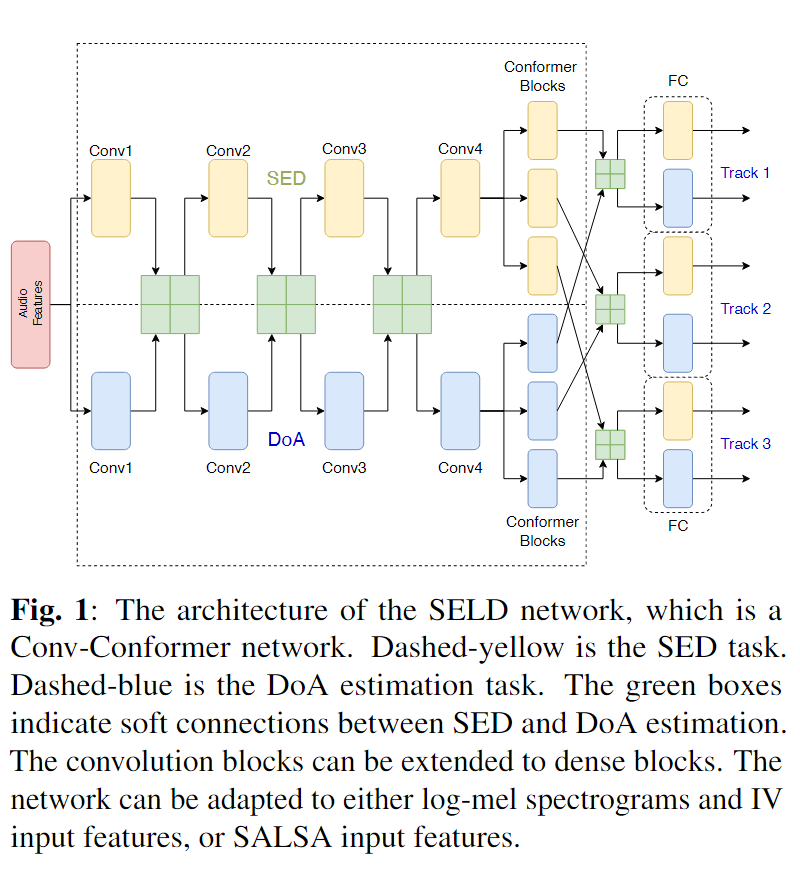 Conformer
Blocks
FC
Conv1
Conv2
Conv3
Conv4
SED
Track 1
Audio
Features
Track 2
DoA
Track 3
Conv1
Conv2
Conv3
Conv4
Conformer
Blocks
FC
Fig. 1: The architecture of the SELD network, which is a
Conv-Conformer network. Dashed-yellow is the SED task.
Dashed-blue is the DoA estimation task. The green boxes
indicate soft connections between SED and DoA estimation.
The convolution blocks can be extended to dense blocks. The
network can be adapted to either log-mel spectrograms and IV
input features, or SALSA input features.